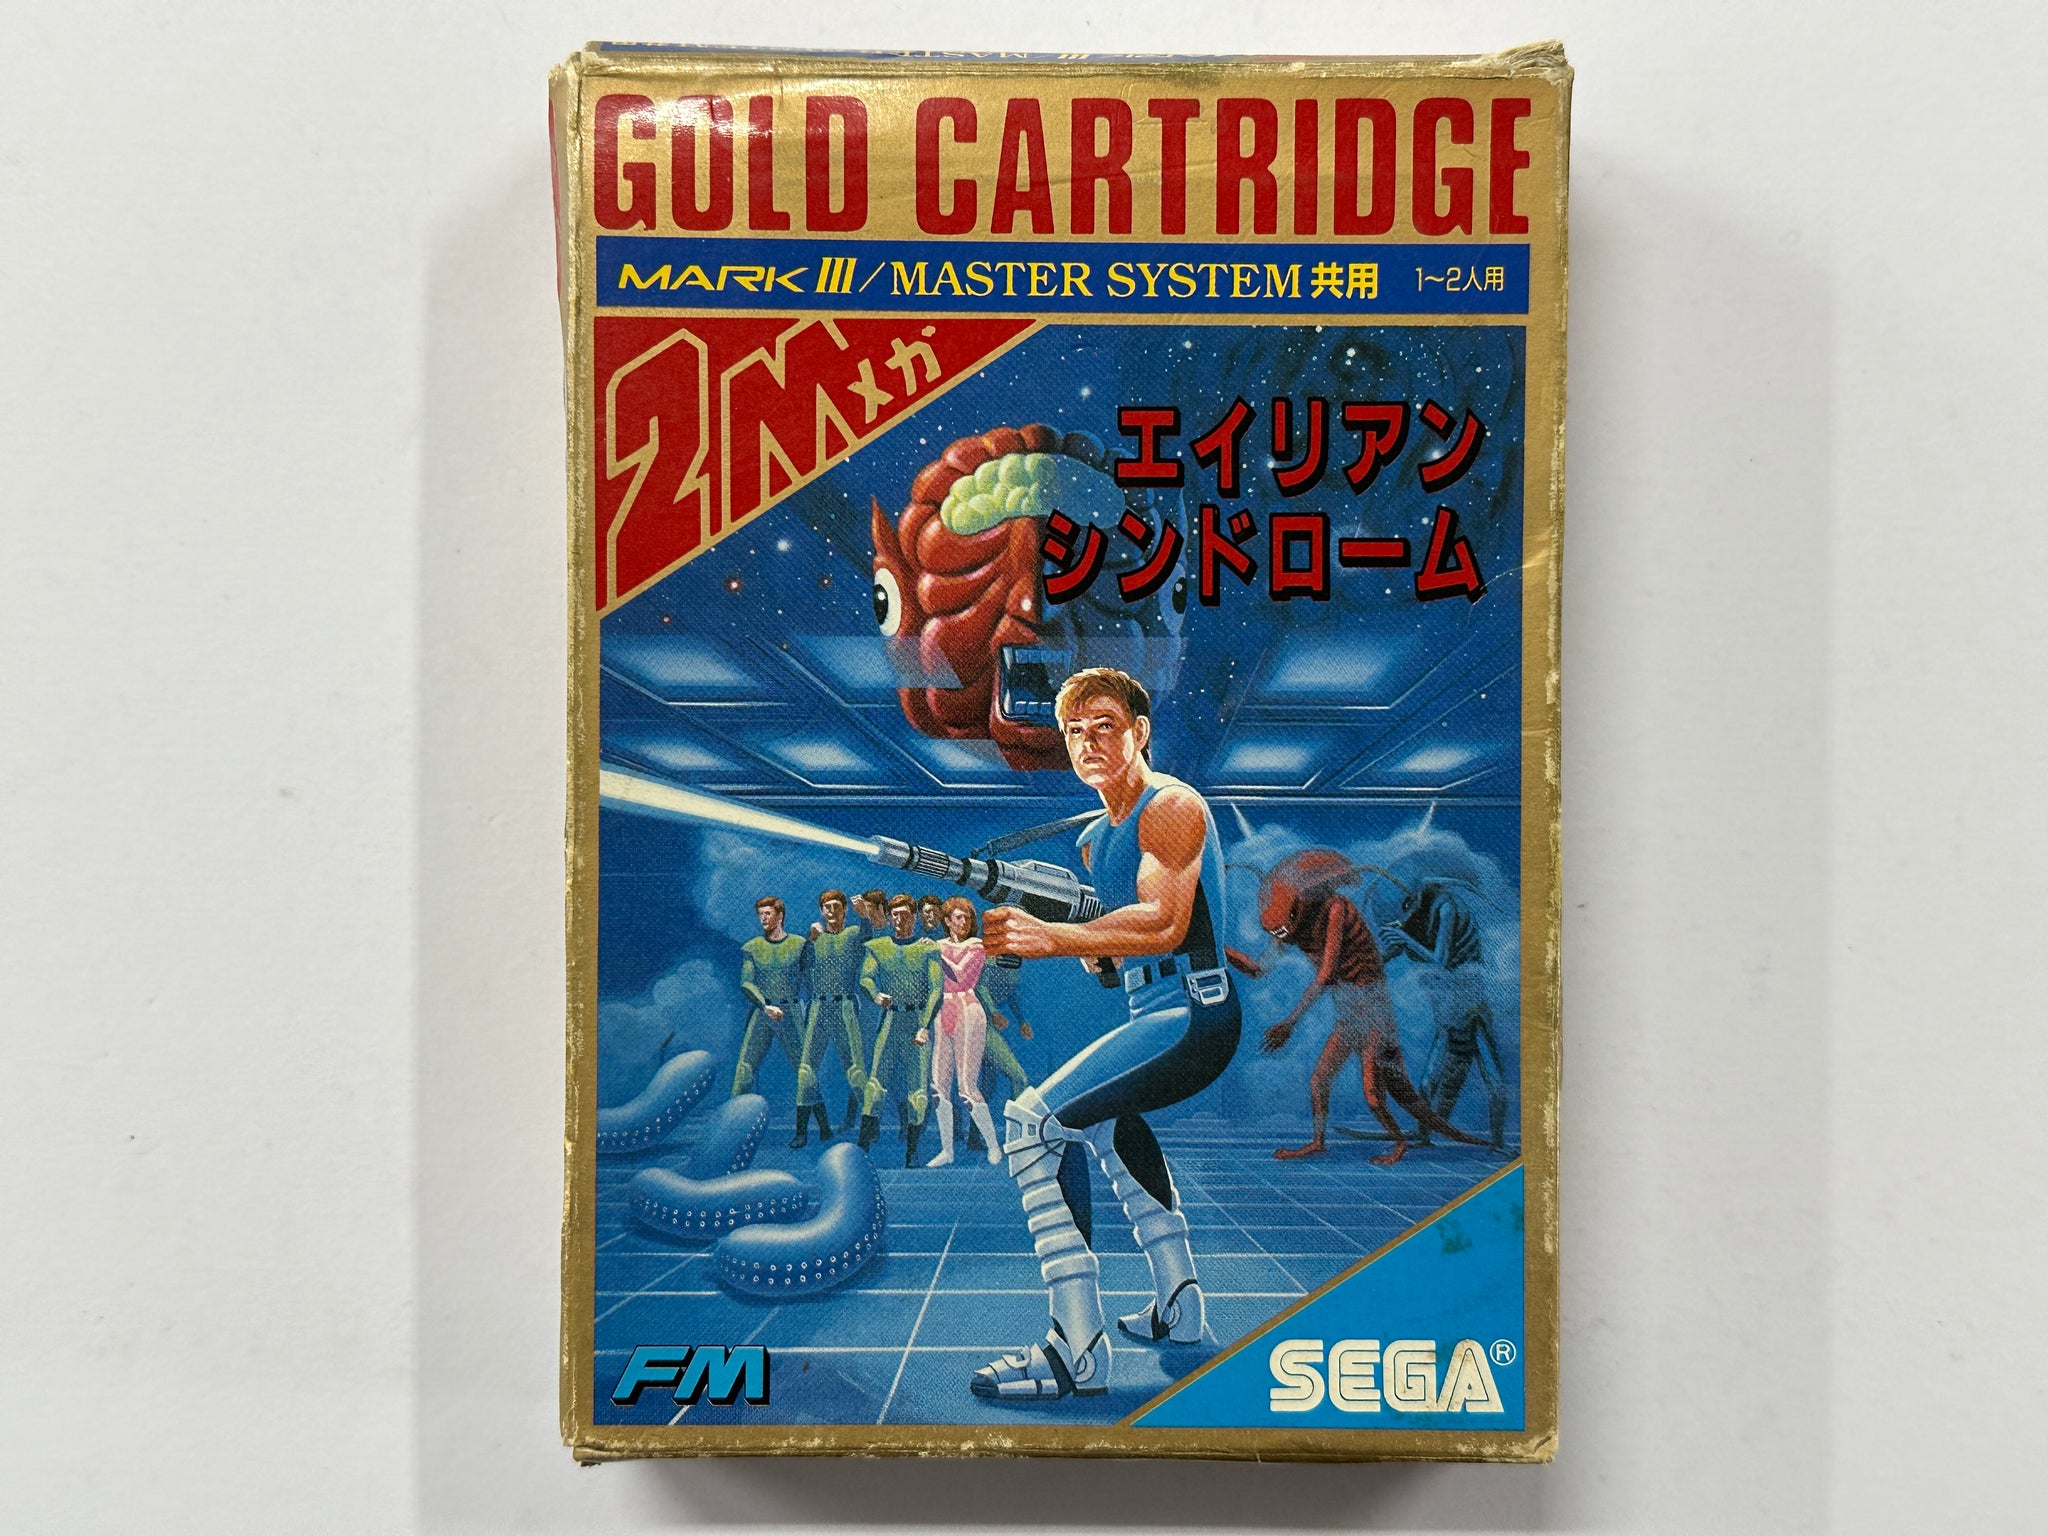 GOLD CARTRIDGE
MARK III/MASTER SYSTEM共用 1～2人用
2Mメガ
エイリアン
シンドローム
FM
SEGA®